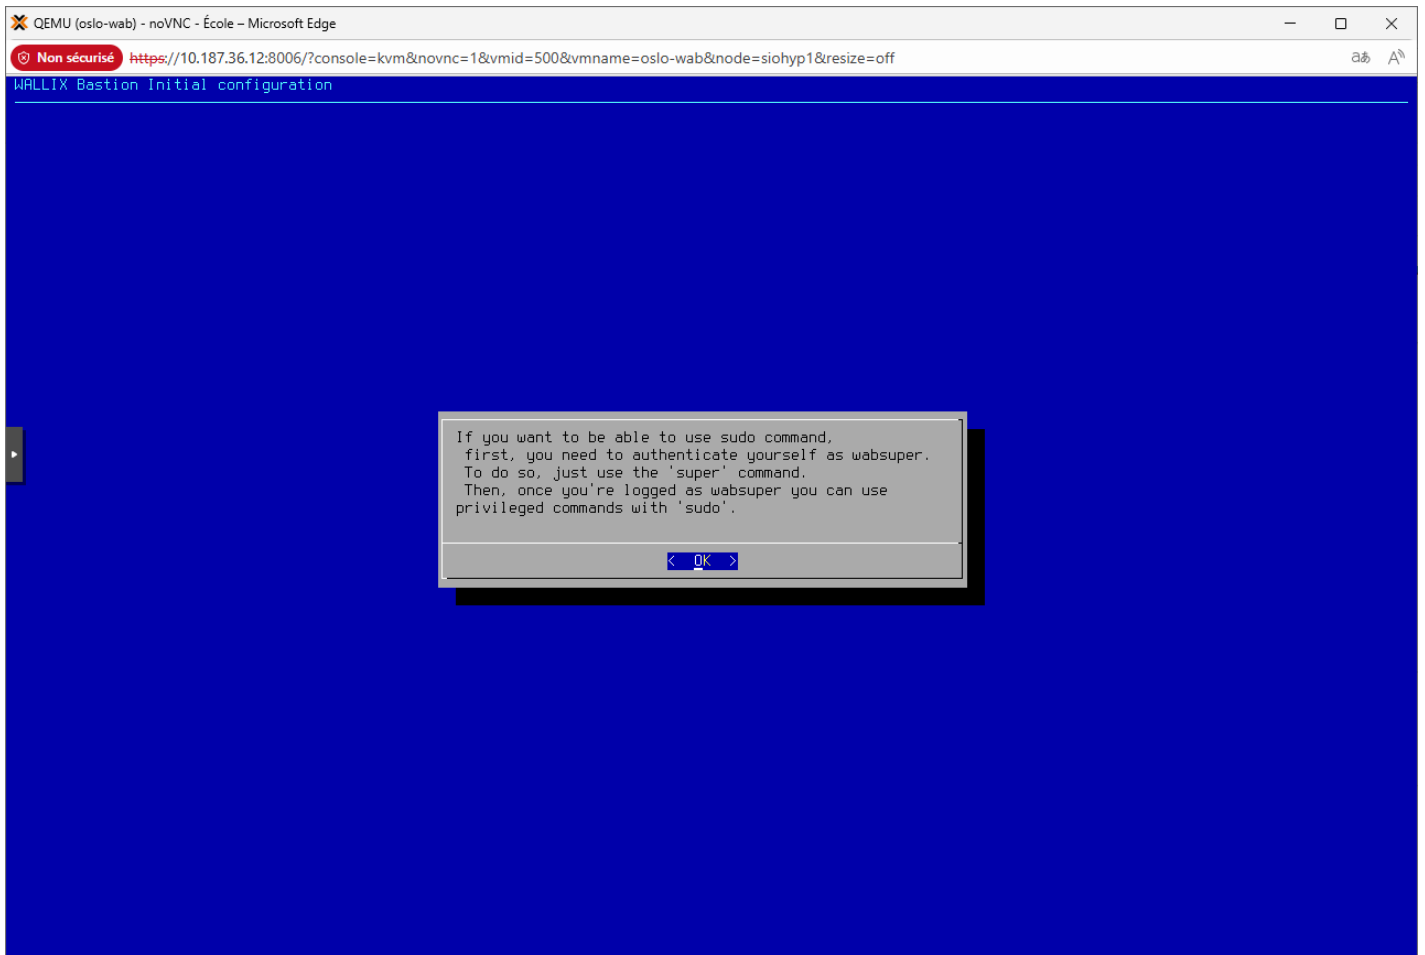 QEMU (oslo-wab) - noVNC - École – Microsoft Edge
Non sécurisé https://10.187.36.12:8006/?console=kvm&novnc=1&vmid=500&vmname=oslo-wab&node=siohyp1&resize=off aあ A
WALLIX Bastion Initial configuration
If you want to be able to use sudo command,
first, you need to authenticate yourself as wabsuper.
To do so, just use the 'super' command.
Then, once you're logged as wabsuper you can use
privileged commands with 'sudo'.
< OK >